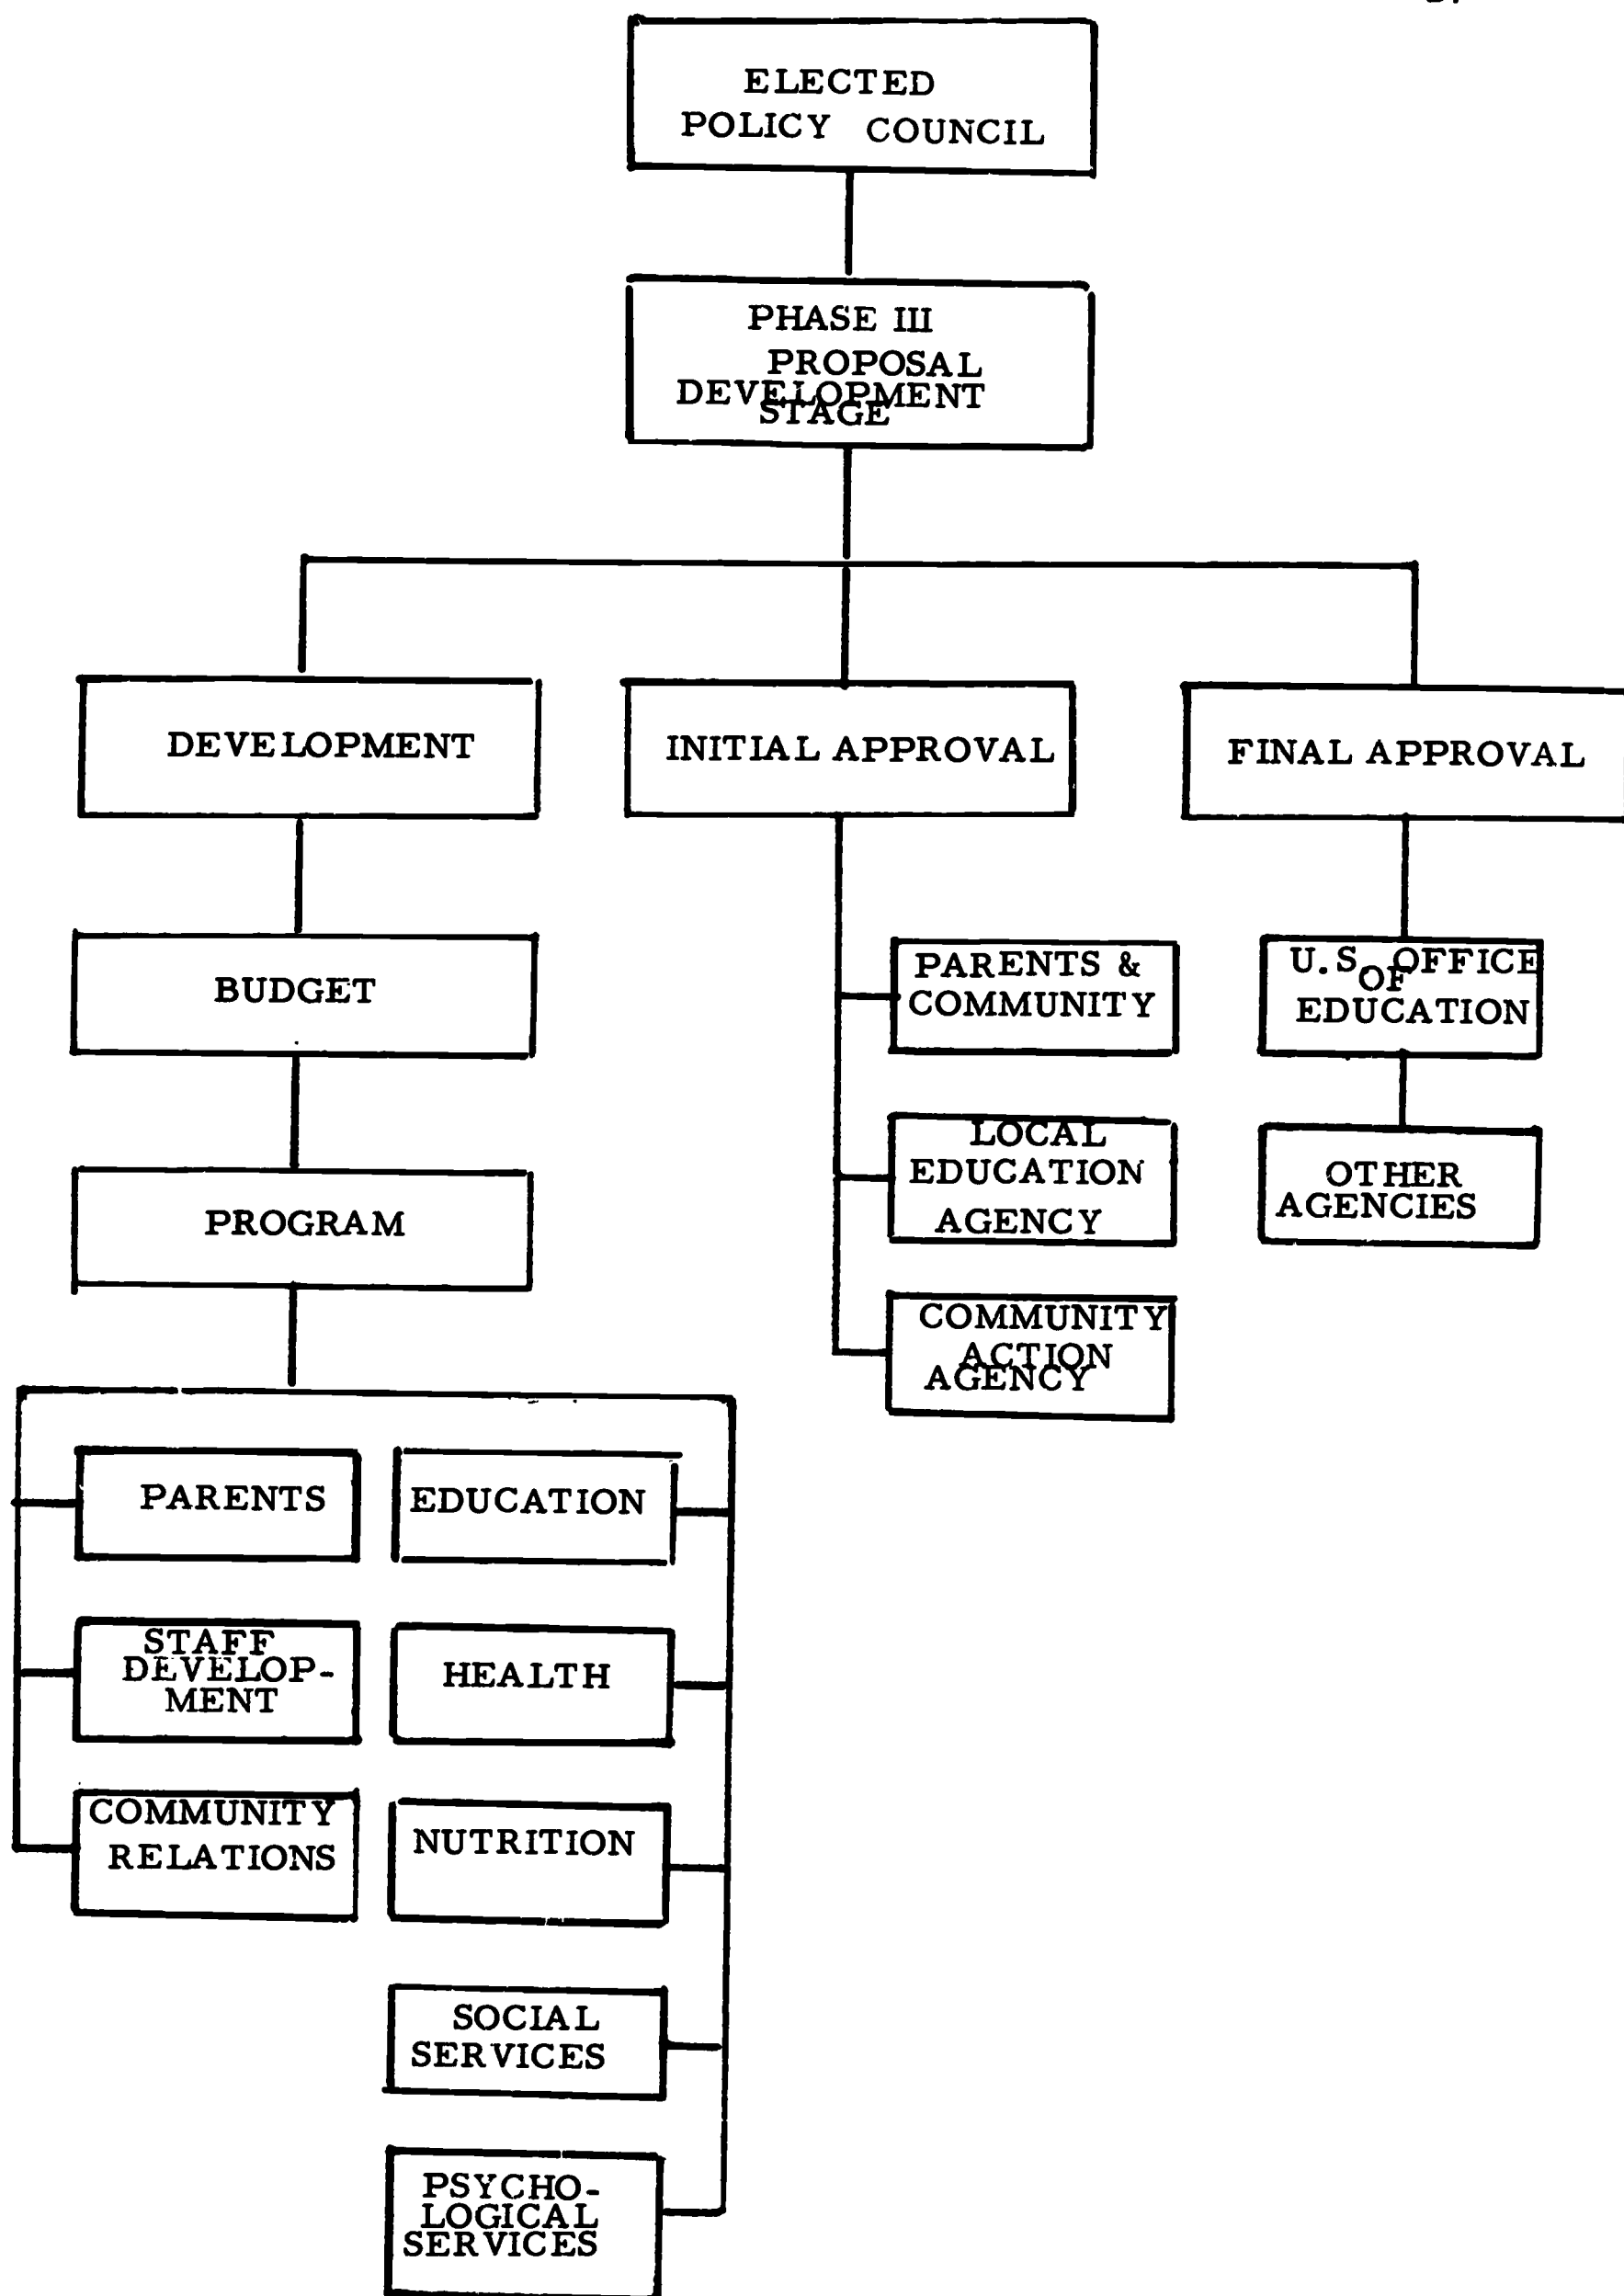 ELECTED
POLICY COUNCIL
PHASE III
PROPOSAL
DEVELOPMENT
STAGE
DEVELOPMENT
INITIAL APPROVAL
FINAL APPROVAL
BUDGET
PARENTS &
COMMUNITY
U.S. OFFICE
OF
EDUCATION
PROGRAM
LOCAL
EDUCATION
AGENCY
OTHER
AGENCIES
COMMUNITY
ACTION
AGENCY
PARENTS
EDUCATION
STAFF
DEVELOP-
MENT
HEALTH
COMMUNITY
RELATIONS
NUTRITION
SOCIAL
SERVICES
PSYCHO-
LOGICAL
SERVICES